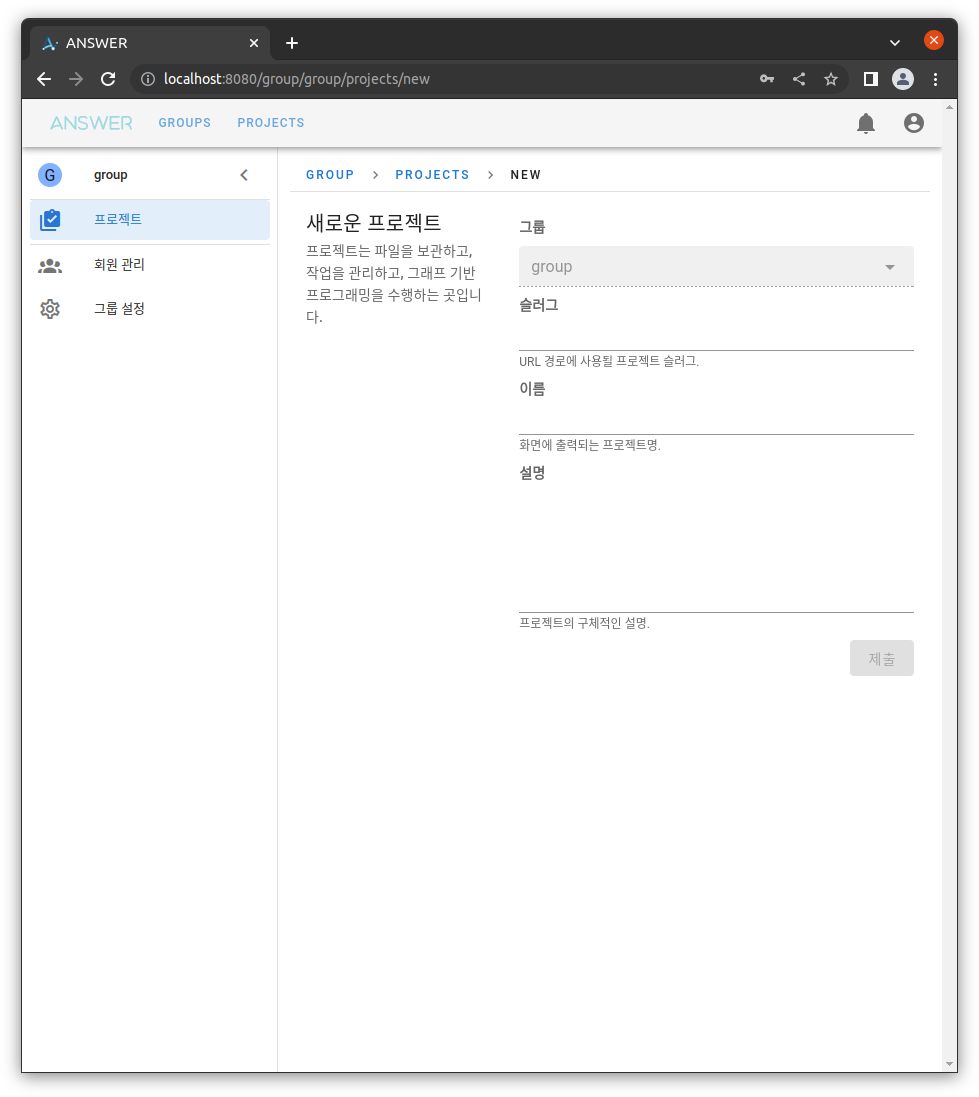 ANSWER
localhost:8080/group/group/projects/new
ANSWER GROUPS PROJECTS
G group
프로젝트
회원 관리
그룹 설정
GROUP > PROJECTS > NEW
새로운 프로젝트
프로젝트는 파일을 보관하고,
작업을 관리하고, 그래프 기반
프로그래밍을 수행하는 곳입니
다.
그룹
group
슬러그
URL 경로에 사용될 프로젝트 슬러그.
이름
화면에 출력되는 프로젝트명.
설명
프로젝트의 구체적인 설명.
제출